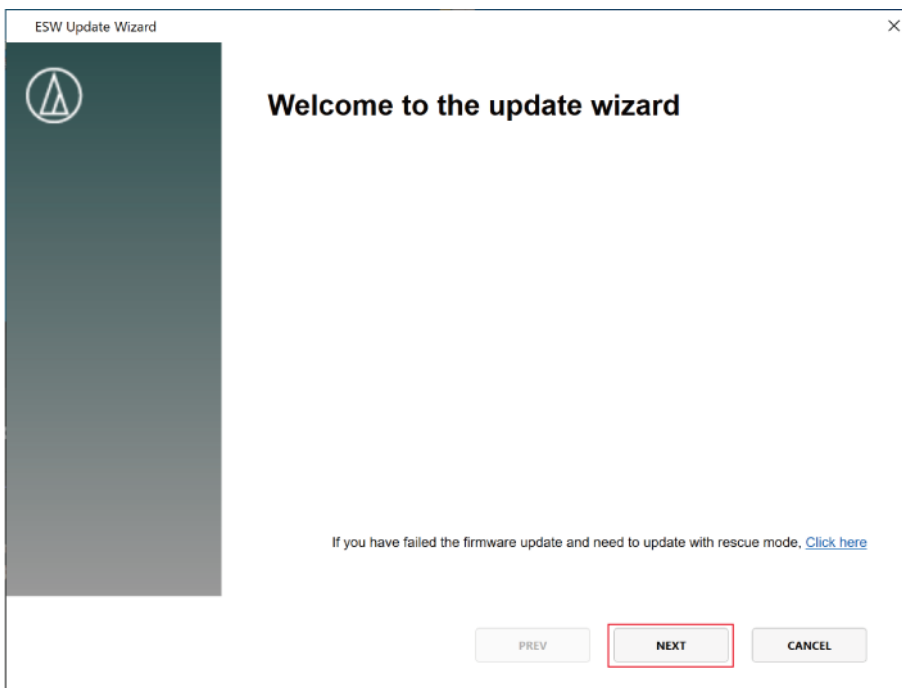 ESW Update Wizard
Welcome to the update wizard
If you have failed the firmware update and need to update with rescue mode, Click here
PREV NEXT CANCEL